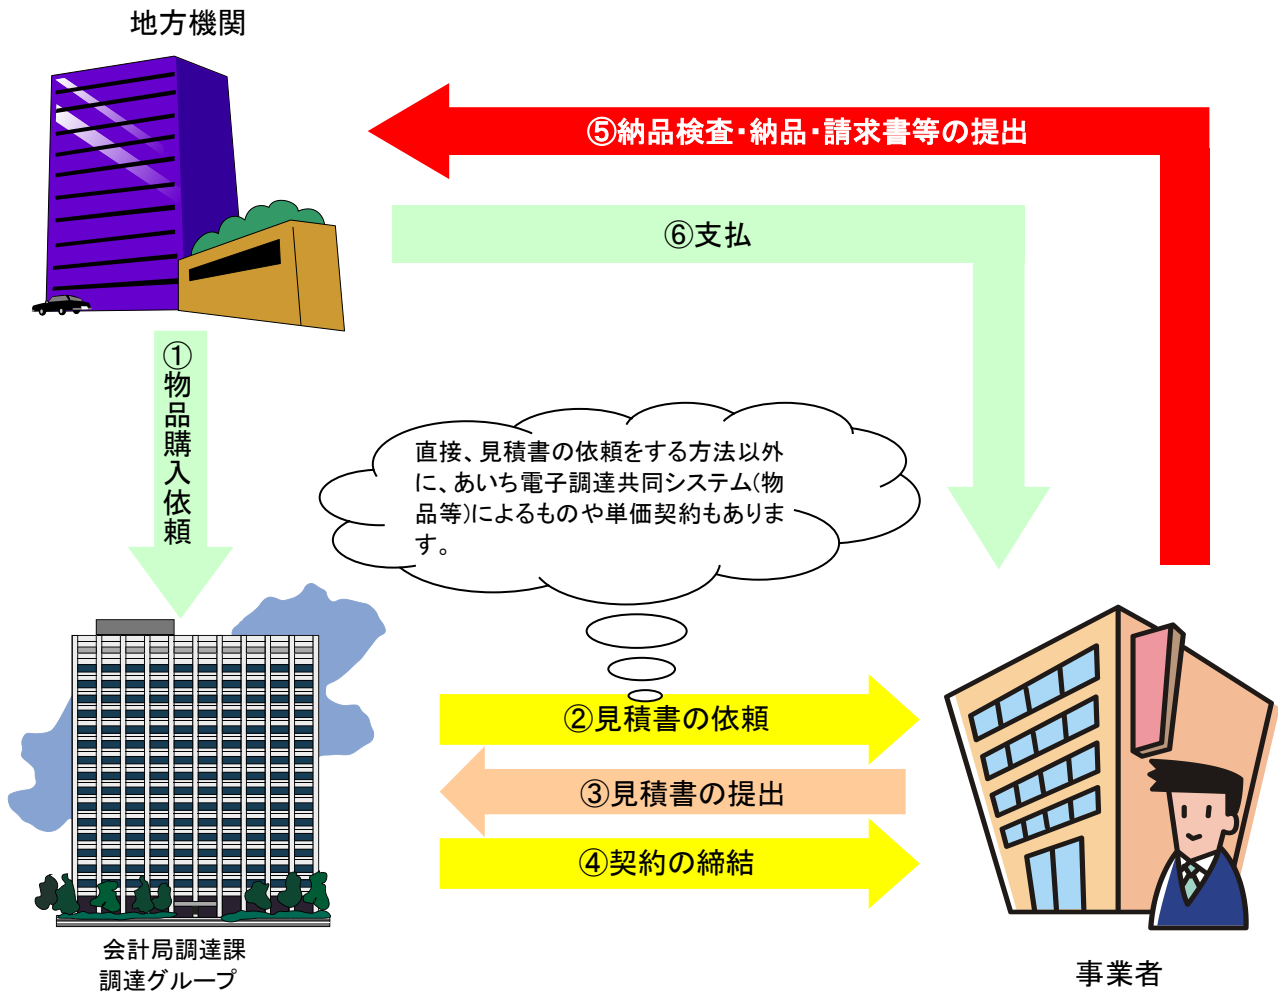 地方機関
⑤納品検査・納品・請求書等の提出
⑥支払
①物品購入依頼
直接、見積書の依頼をする方法以外
に、あいち電子調達共同システム(物
品等)によるものや単価契約もありま
す。
②見積書の依頼
③見積書の提出
④契約の締結
会計局調達課
調達グループ
事業者